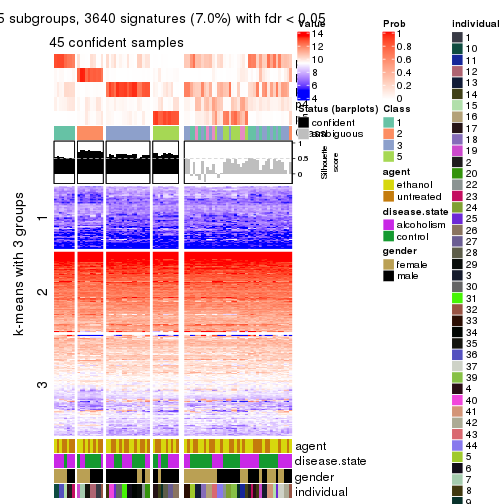 5 subgroups, 3640 signatures (7.0%) with fdr < 0.05
45 confident samples
k-means with 3 groups
1
2
3
1
0.5
0
Silhouette
score
agent
disease.state
gender
individual
Value
14
12
10
8
6
4
Status (barplots)
confident
ambiguous
Prob
1
0.8
0.6
0.4
0.2
0
Class
1
2
3
5
agent
ethanol
untreated
disease.state
alcoholism
control
gender
female
male
individual
1
10
11
12
13
14
15
16
17
18
19
2
20
22
23
24
25
26
27
28
29
3
30
31
32
33
34
35
36
37
39
4
40
41
42
43
44
5
6
7
8
9